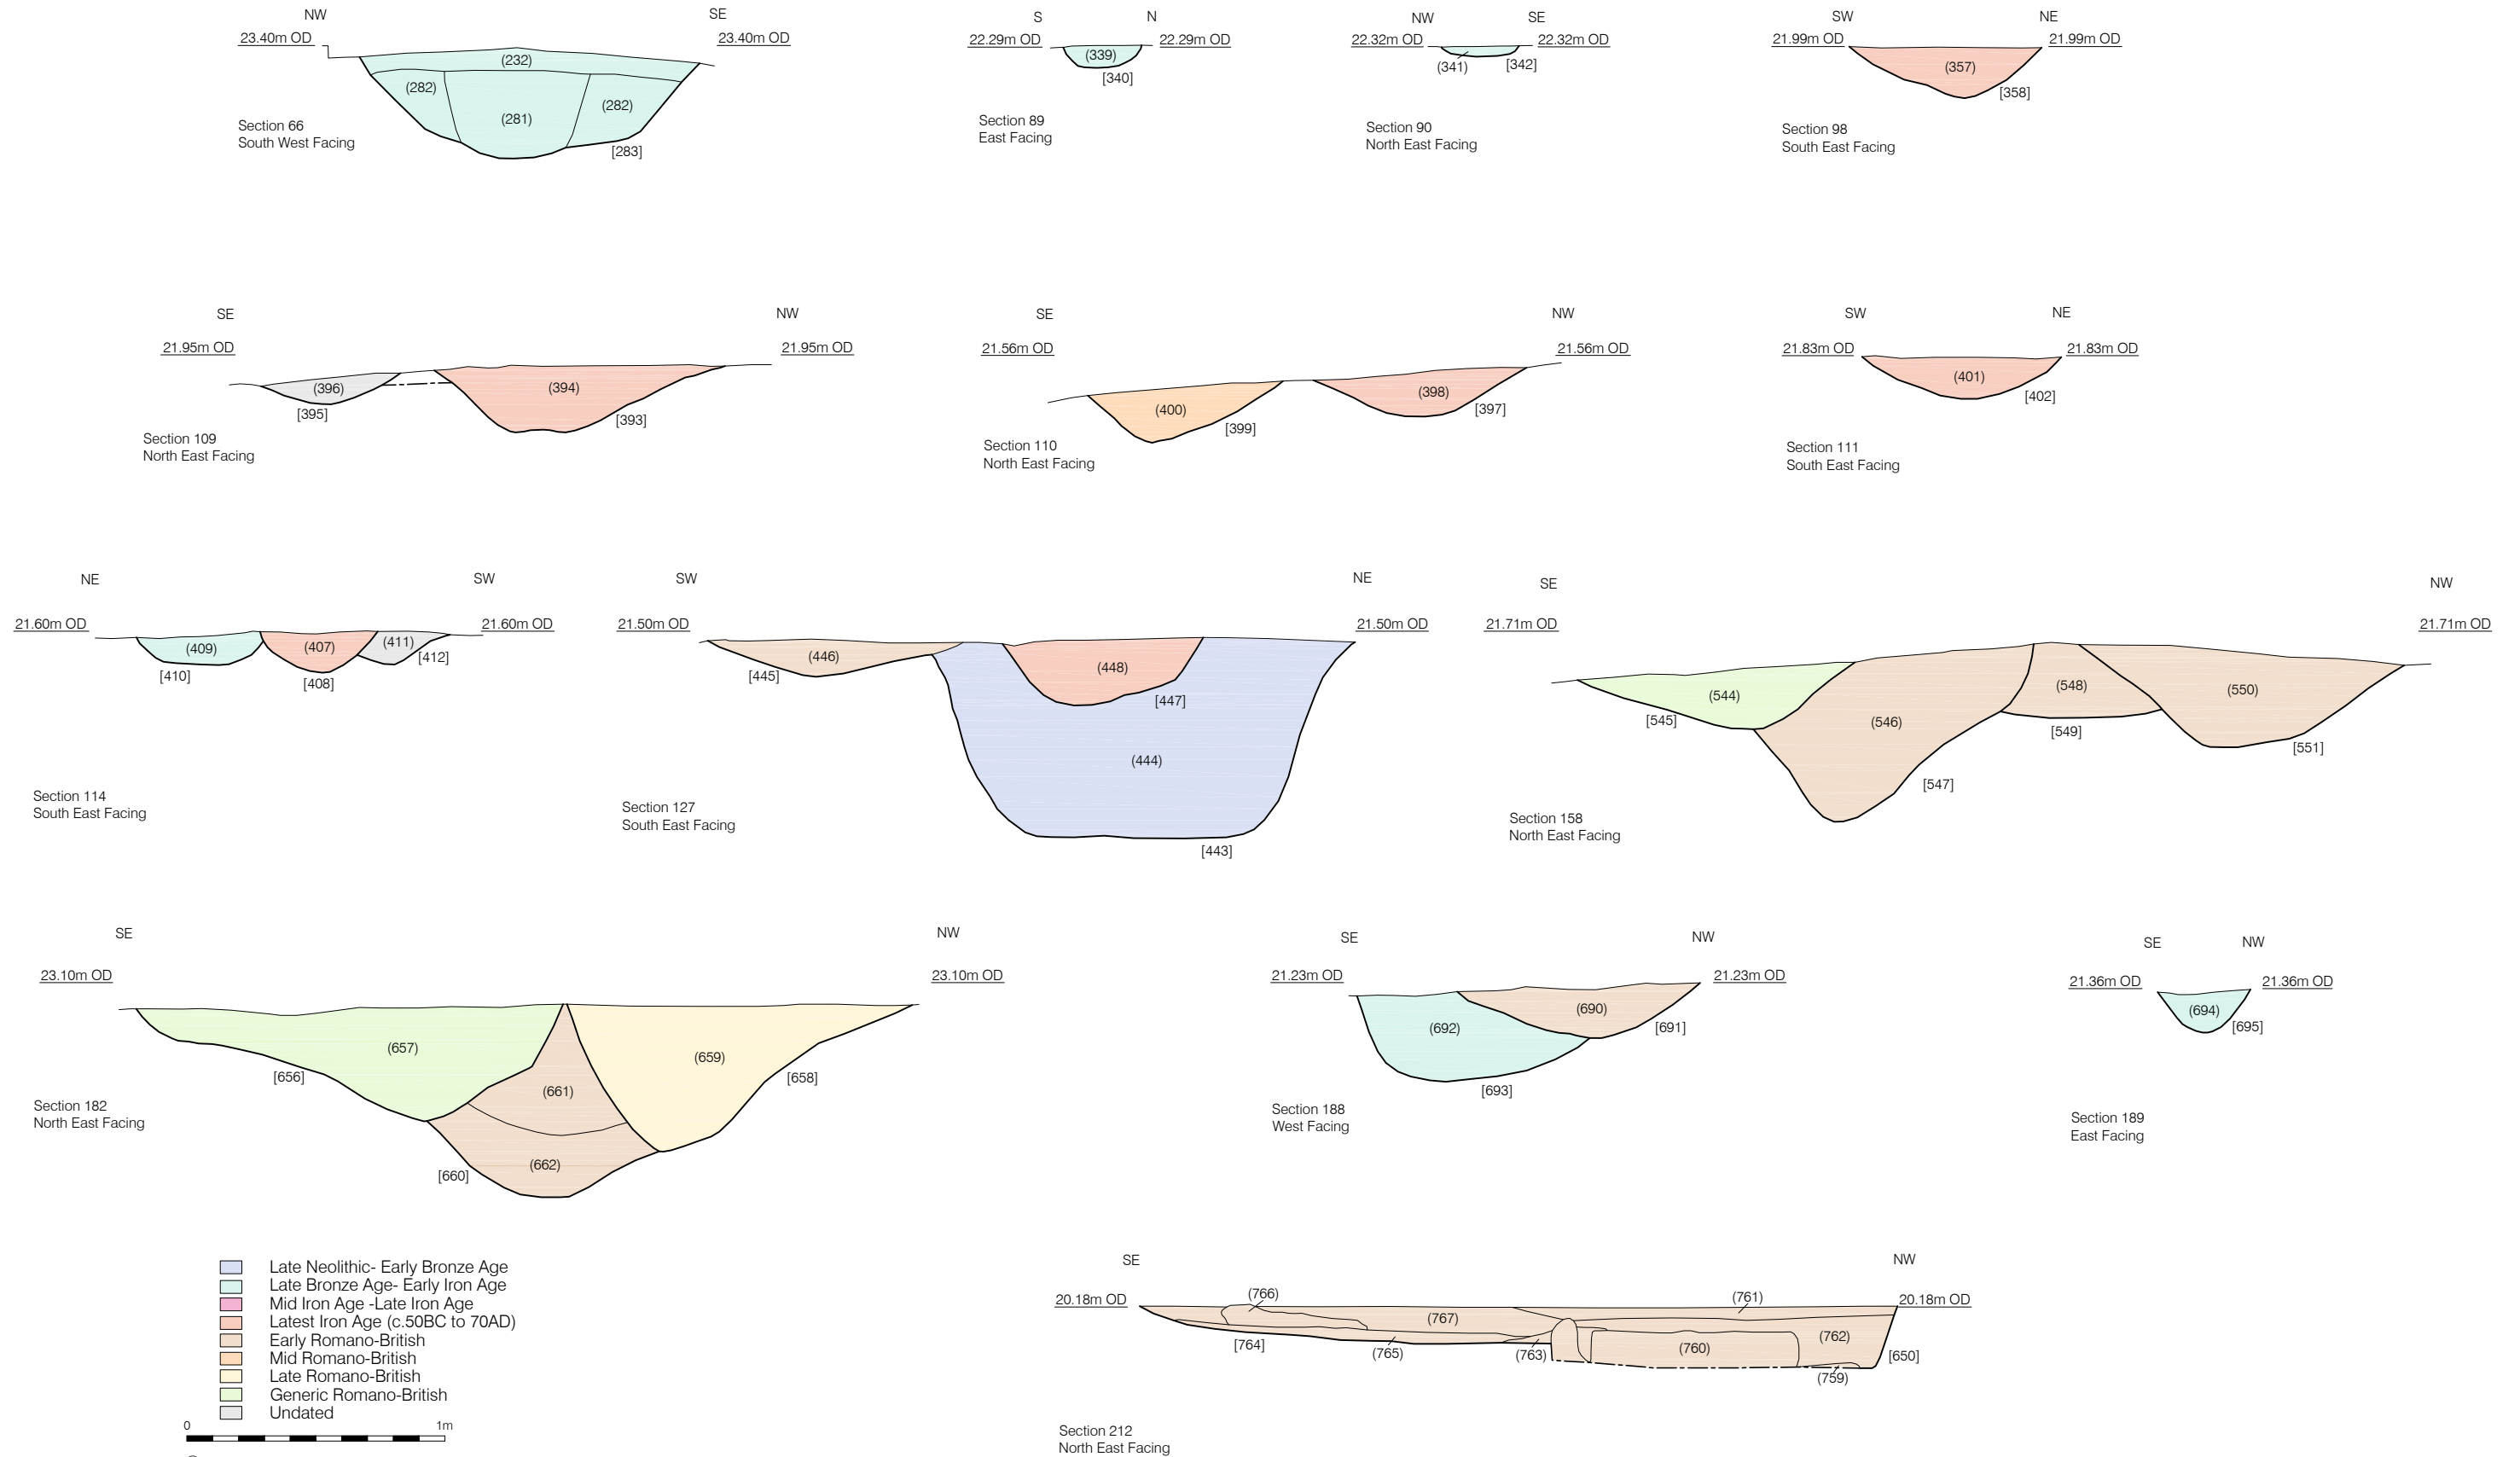 NW
SE
23.40m OD
23.40m OD
(232)
(282)
(281)
(282)
[283]
Section 66
South West Facing
S
N
22.29m OD
22.29m OD
(339)
[340]
Section 89
East Facing
NW
SE
22.32m OD
22.32m OD
(341)
[342]
Section 90
North East Facing
SW
NE
21.99m OD
21.99m OD
(357)
[358]
Section 98
South East Facing
SE
NW
21.95m OD
21.95m OD
(396)
(394)
[395]
[393]
Section 109
North East Facing
SE
NW
21.56m OD
21.56m OD
(400)
(398)
[399]
[397]
Section 110
North East Facing
SW
NE
21.83m OD
21.83m OD
(401)
[402]
Section 111
South East Facing
NE
SW
21.60m OD
21.60m OD
(409)
(407)
(411)
[410]
[408]
[412]
Section 114
South East Facing
SW
NE
21.50m OD
21.50m OD
(446)
(448)
[445]
[447]
(444)
[443]
Section 127
South East Facing
SE
NW
21.71m OD
21.71m OD
(544)
(546)
(548)
(550)
[545]
[547]
[549]
[551]
Section 158
North East Facing
SE
NW
23.10m OD
23.10m OD
(657)
(659)
(661)
[656]
[658]
(662)
[660]
Section 182
North East Facing
SE
NW
21.23m OD
21.23m OD
(692)
(690)
[691]
[693]
Section 188
West Facing
SE
NW
21.36m OD
21.36m OD
(694)
[695]
Section 189
East Facing
Late Neolithic- Early Bronze Age
Late Bronze Age- Early Iron Age
Mid Iron Age -Late Iron Age
Latest Iron Age (c.50BC to 70AD)
Early Romano-British
Mid Romano-British
Late Romano-British
Generic Romano-British
Undated
0
1m
SE
NW
20.18m OD
20.18m OD
(766)
(767)
(761)
[764]
(765)
(763)
(760)
(762)
[650]
(759)
Section 212
North East Facing